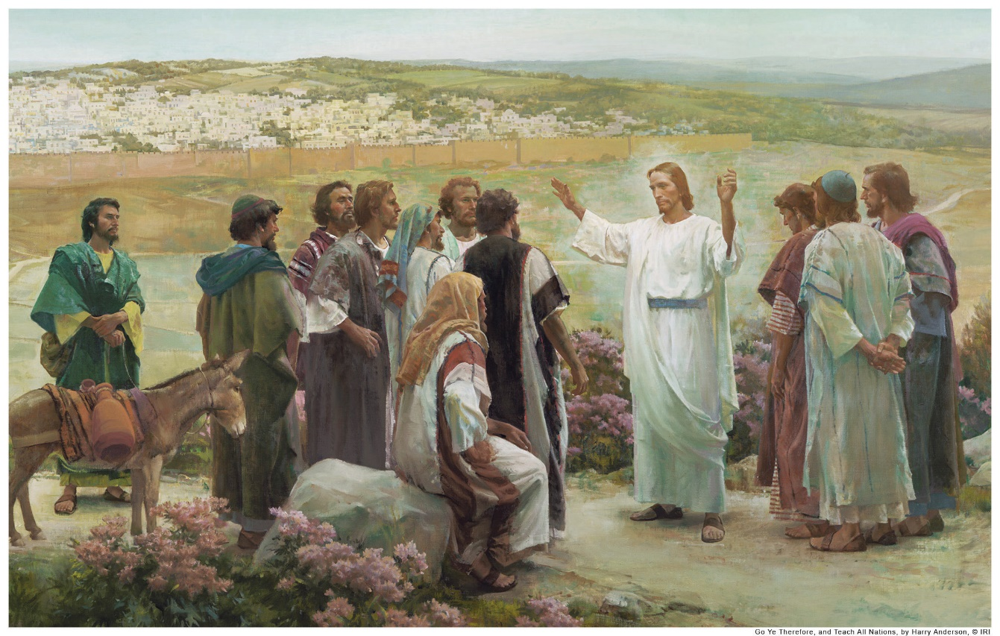 Go Ye Therefore, and Teach All Nations, by Harry Anderson, © IRI